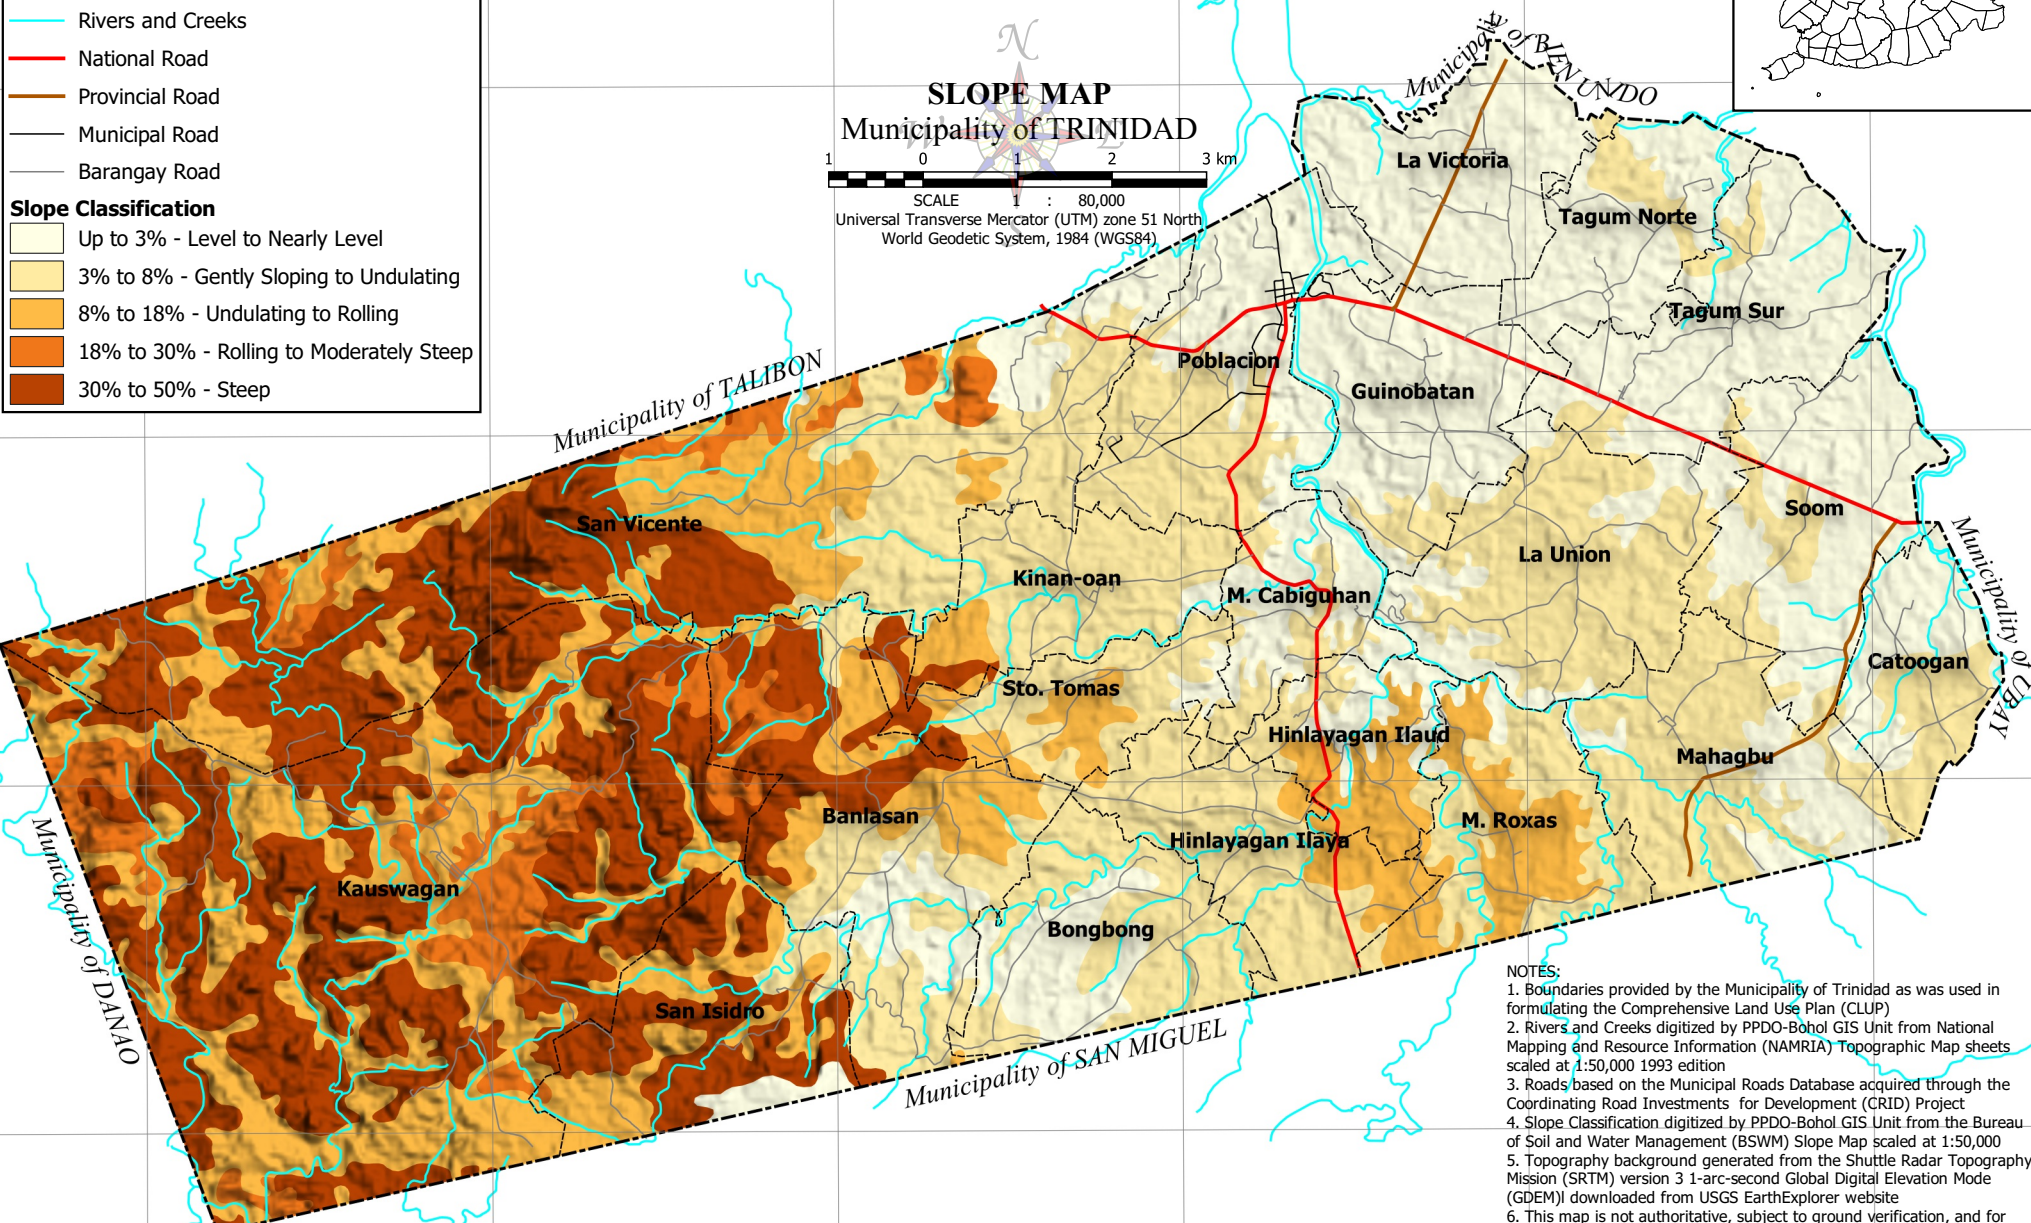 Rivers and Creeks
National Road
Provincial Road
Municipal Road
Barangay Road
Slope Classification
Up to 3% - Level to Nearly Level
3% to 8% - Gently Sloping to Undulating
8% to 18% - Undulating to Rolling
18% to 30% - Rolling to Moderately Steep
30% to 50% - Steep
N
W
E
SLOPE MAP
Municipality of TRINIDAD
1 0 1 2 3 km
SCALE 1 : 80,000
Universal Transverse Mercator (UTM) zone 51 North
World Geodetic System, 1984 (WGS84)
Municipality of BIEN UNIDO
La Victoria
Tagum Norte
Tagum Sur
Municipality of TALIBON
Poblacion
Guinobatan
San Vicente
Soom
La Union
Kinan-oan
M. Cabiguhan
Municipality of UBAY
Catoogan
Sto. Tomas
Hinlayagan Ilaud
Mahagbu
Banlasan
M. Roxas
Hinlayagan Ilaya
Kauswagan
Bongbong
Municipality of DANAO
San Isidro
Municipality of SAN MIGUEL
NOTES:
1. Boundaries provided by the Municipality of Trinidad as was used in
formulating the Comprehensive Land Use Plan (CLUP)
2. Rivers and Creeks digitized by PPDO-Bohol GIS Unit from National
Mapping and Resource Information (NAMRIA) Topographic Map sheets
scaled at 1:50,000 1993 edition
3. Roads based on the Municipal Roads Database acquired through the
Coordinating Road Investments for Development (CRID) Project
4. Slope Classification digitized by PPDO-Bohol GIS Unit from the Bureau
of Soil and Water Management (BSWM) Slope Map scaled at 1:50,000
5. Topography background generated from the Shuttle Radar Topography
Mission (SRTM) version 3 1-arc-second Global Digital Elevation Mode
(GDEM)l downloaded from USGS EarthExplorer website
6. This map is not authoritative, subject to ground verification, and for